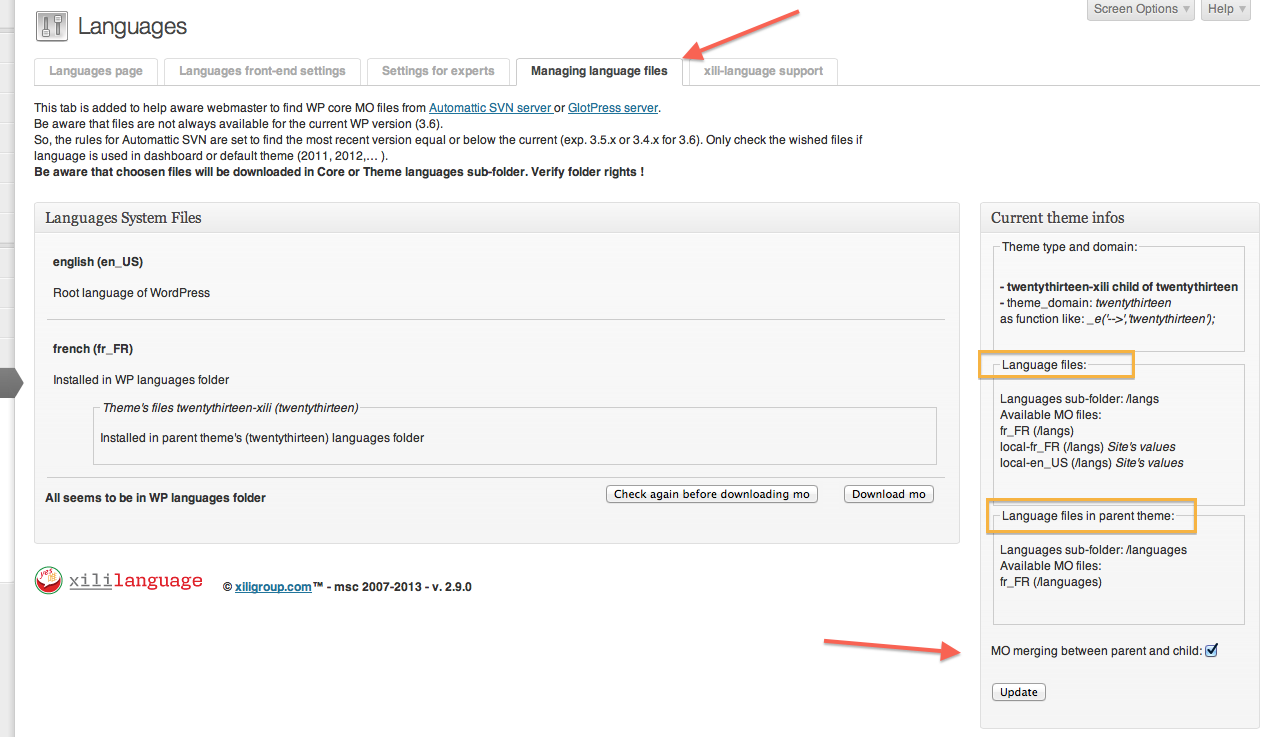 Screen Options Help
Languages
Languages page Languages front-end settings Settings for experts Managing language files xili-language support
This tab is added to help aware webmaster to find WP core MO files from Automattic SVN server or GlotPress server.
Be aware that files are not always available for the current WP version (3.6).
So, the rules for Automattic SVN are set to find the most recent version equal or below the current (exp. 3.5.x or 3.4.x for 3.6). Only check the wished files if
language is used in dashboard or default theme (2011, 2012,... ).
Be aware that choosen files will be downloaded in Core or Theme languages sub-folder. Verify folder rights !
Languages System Files
english (en_US)
Root language of WordPress
french (fr_FR)
Installed in WP languages folder
Theme's files twentythirteen-xili (twentythirteen)
Installed in parent theme's (twentythirteen) languages folder
All seems to be in WP languages folder
Check again before downloading mo
Download mo
yes
xililanguage
© xiligroup.com™ - msc 2007-2013 - v. 2.9.0
Current theme infos
Theme type and domain:
- twentythirteen-xili child of twentythirteen
- theme_domain: twentythirteen
as function like: _e('-->','twentythirteen');
Language files:
Languages sub-folder: /langs
Available MO files:
fr_FR (/langs)
local-fr_FR (/langs) Site's values
local-en_US (/langs) Site's values
Language files in parent theme:
Languages sub-folder: /languages
Available MO files:
fr_FR (/languages)
MO merging between parent and child:
Update